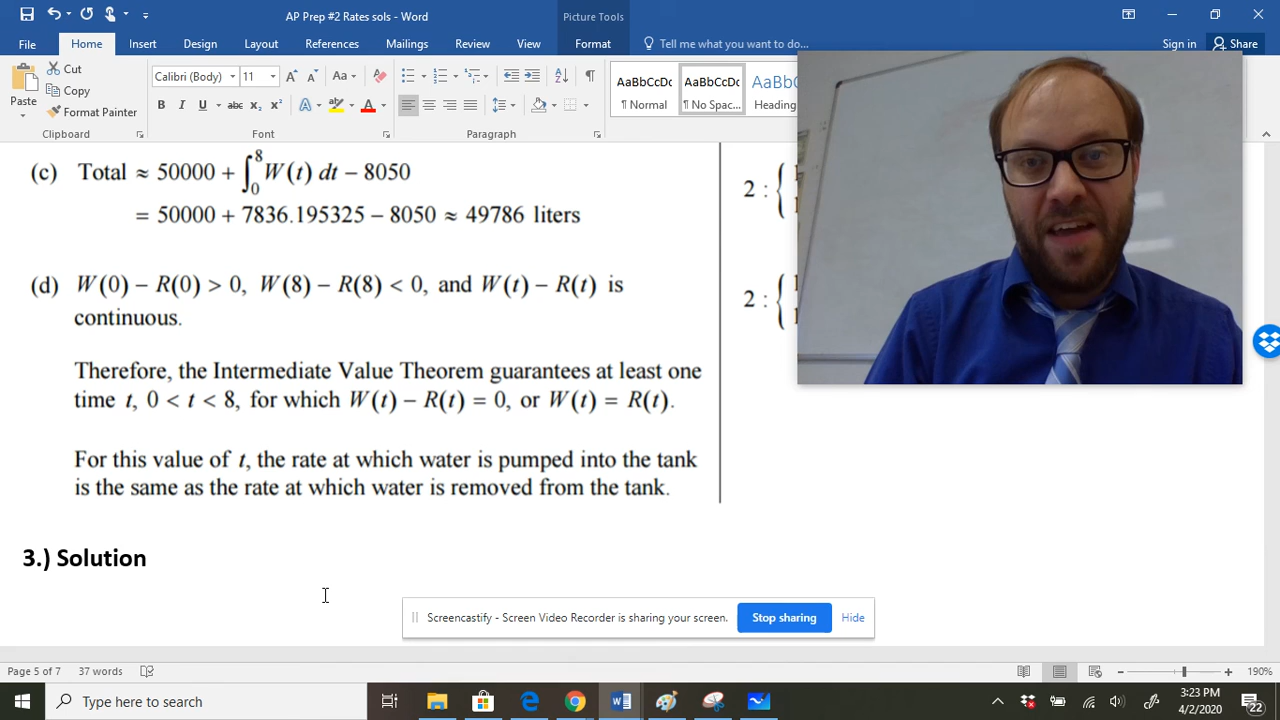 AP Prep #2 Rates sols - Word
Picture Tools
File Home Insert Design Layout References Mailings Review View Format Tell me what you want to do... Sign in Share
Paste
Cut
Copy
Format Painter
Calibri (Body) 11
Aa
B I U abc x₂ x² A A
AaBbCcDc AaBbCcDc AaBbC
¶ Normal ¶ No Spac... Heading
Clipboard Font Paragraph
(c) Total ≈ 50000 + ∫₀⁸ W(t) dt − 8050
= 50000 + 7836.195325 − 8050 ≈ 49786 liters
2 : {
(d) W(0) − R(0) > 0, W(8) − R(8) < 0, and W(t) − R(t) is
continuous.
2 : {
Therefore, the Intermediate Value Theorem guarantees at least one
time t, 0 < t < 8, for which W(t) − R(t) = 0, or W(t) = R(t).
For this value of t, the rate at which water is pumped into the tank
is the same as the rate at which water is removed from the tank.
3.) Solution
Screencastify - Screen Video Recorder is sharing your screen. Stop sharing Hide
Page 5 of 7 37 words 190%
Type here to search
3:23 PM
4/2/2020
22